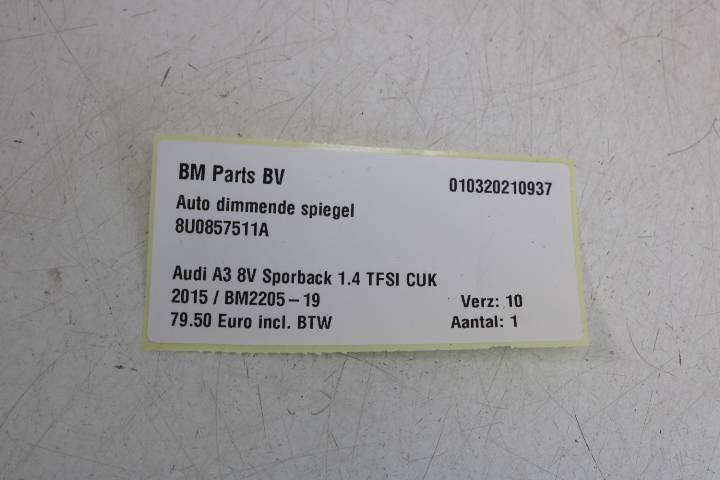 BM Parts BV 010320210937
Auto dimmende spiegel
8U0857511A
Audi A3 8V Sporback 1.4 TFSI CUK
2015 / BM2205-19 Verz: 10
79.50 Euro incl. BTW Aantal: 1